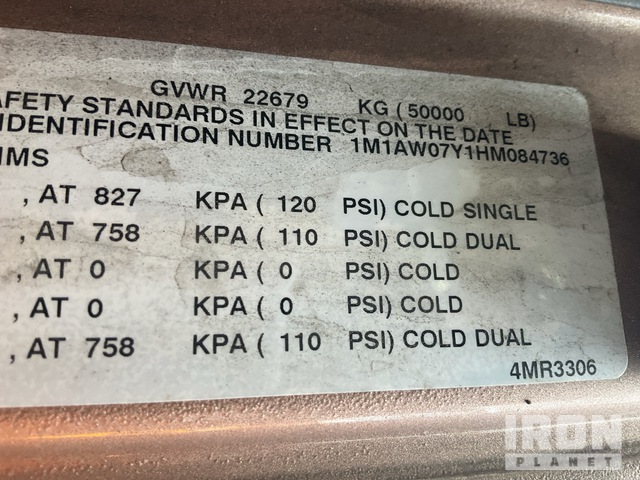 GVWR 22679 KG ( 50000 LB)
AFETY STANDARDS IN EFFECT ON THE DATE
IDENTIFICATION NUMBER 1M1AW07Y1HM084736
IMS
, AT 827 KPA ( 120 PSI) COLD SINGLE
, AT 758 KPA ( 110 PSI) COLD DUAL
, AT 0 KPA ( 0 PSI) COLD
, AT 0 KPA ( 0 PSI) COLD
, AT 758 KPA ( 110 PSI) COLD DUAL
4MR3306
IRON
PLANET